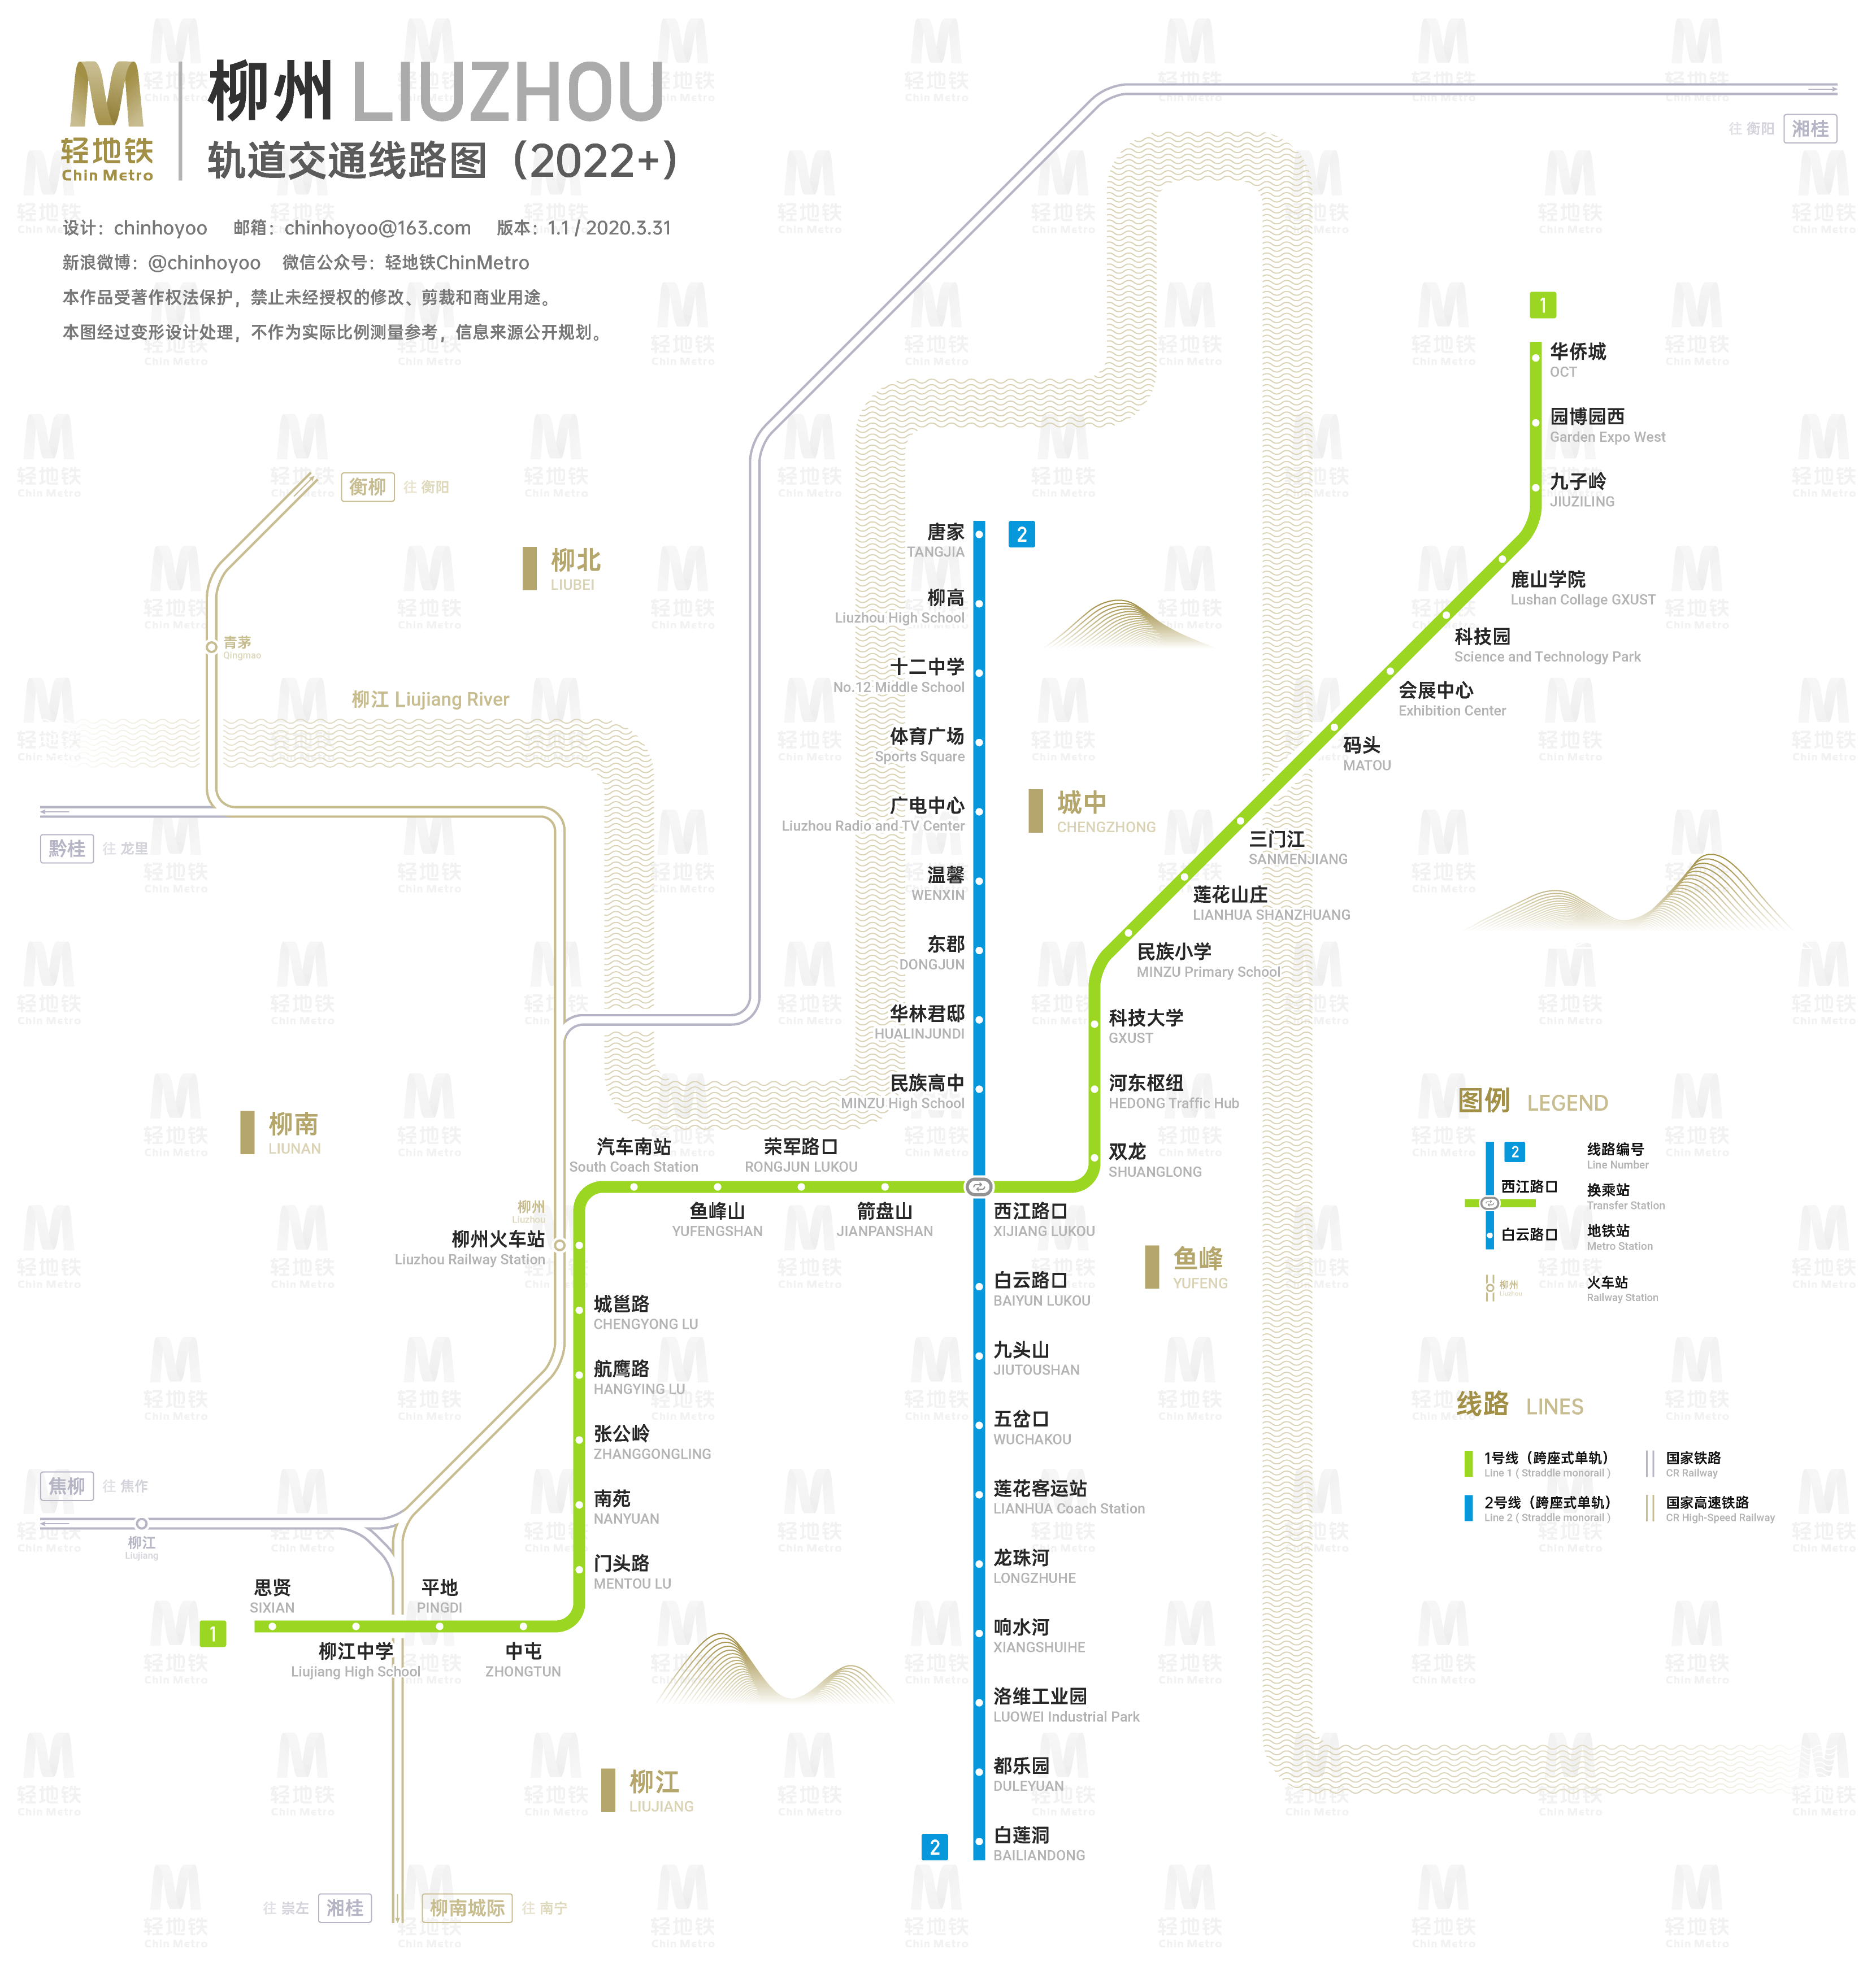 柳州 LIUZHOU
轨道交通线路图（2022+）
轻地铁
Chin Metro
设计：chinhoyoo 邮箱：chinhoyoo@163.com 版本：1.1 / 2020.3.31
新浪微博：@chinhoyoo 微信公众号：轻地铁ChinMetro
本作品受著作权法保护，禁止未经授权的修改、剪裁和商业用途。
本图经过变形设计处理，不作为实际比例测量参考，信息来源公开规划。
往 衡阳 湘桂
1
华侨城
OCT
园博园西
Garden Expo West
九子岭
JIUZILING
鹿山学院
Lushan Collage GXUST
科技园
Science and Technology Park
会展中心
Exhibition Center
码头
MATOU
三门江
SANMENJIANG
莲花山庄
LIANHUA SHANZHUANG
民族小学
MINZU Primary School
科技大学
GXUST
河东枢纽
HEDONG Traffic Hub
双龙
SHUANGLONG
衡柳 往 衡阳
柳北
LIUBEI
青茅
Qingmao
柳江 Liujiang River
黔桂 往 龙里
唐家
TANGJIA
2
柳高
Liuzhou High School
十二中学
No.12 Middle School
体育广场
Sports Square
广电中心
Liuzhou Radio and TV Center
温馨
WENXIN
东郡
DONGJUN
华林君邸
HUALINJUNDI
民族高中
MINZU High School
城中
CHENGZHONG
柳南
LIUNAN
汽车南站
South Coach Station
荣军路口
RONGJUN LUKOU
鱼峰山
YUFENGSHAN
箭盘山
JIANPANSHAN
西江路口
XIJIANG LUKOU
柳州
Liuzhou
柳州火车站
Liuzhou Railway Station
鱼峰
YUFENG
城邕路
CHENGYONG LU
航鹰路
HANGYING LU
张公岭
ZHANGGONGLING
南苑
NANYUAN
门头路
MENTOU LU
白云路口
BAIYUN LUKOU
九头山
JIUTOUSHAN
五岔口
WUCHAKOU
莲花客运站
LIANHUA Coach Station
龙珠河
LONGZHUHE
响水河
XIANGSHUIHE
洛维工业园
LUOWEI Industrial Park
都乐园
DULEYUAN
白莲洞
BAILIANDONG
2
焦柳 往 焦作
柳江
Liujiang
思贤
SIXIAN
平地
PINGDI
1
柳江中学
Liujiang High School
中屯
ZHONGTUN
柳江
LIUJIANG
往 崇左 湘桂
柳南城际 往 南宁
图例 LEGEND
2
线路编号
Line Number
西江路口
换乘站
Transfer Station
白云路口
地铁站
Metro Station
柳州
Liuzhou
火车站
Railway Station
线路 LINES
1号线（跨座式单轨）
Line 1 ( Straddle monorail )
国家铁路
CR Railway
2号线（跨座式单轨）
Line 2 ( Straddle monorail )
国家高速铁路
CR High-Speed Railway